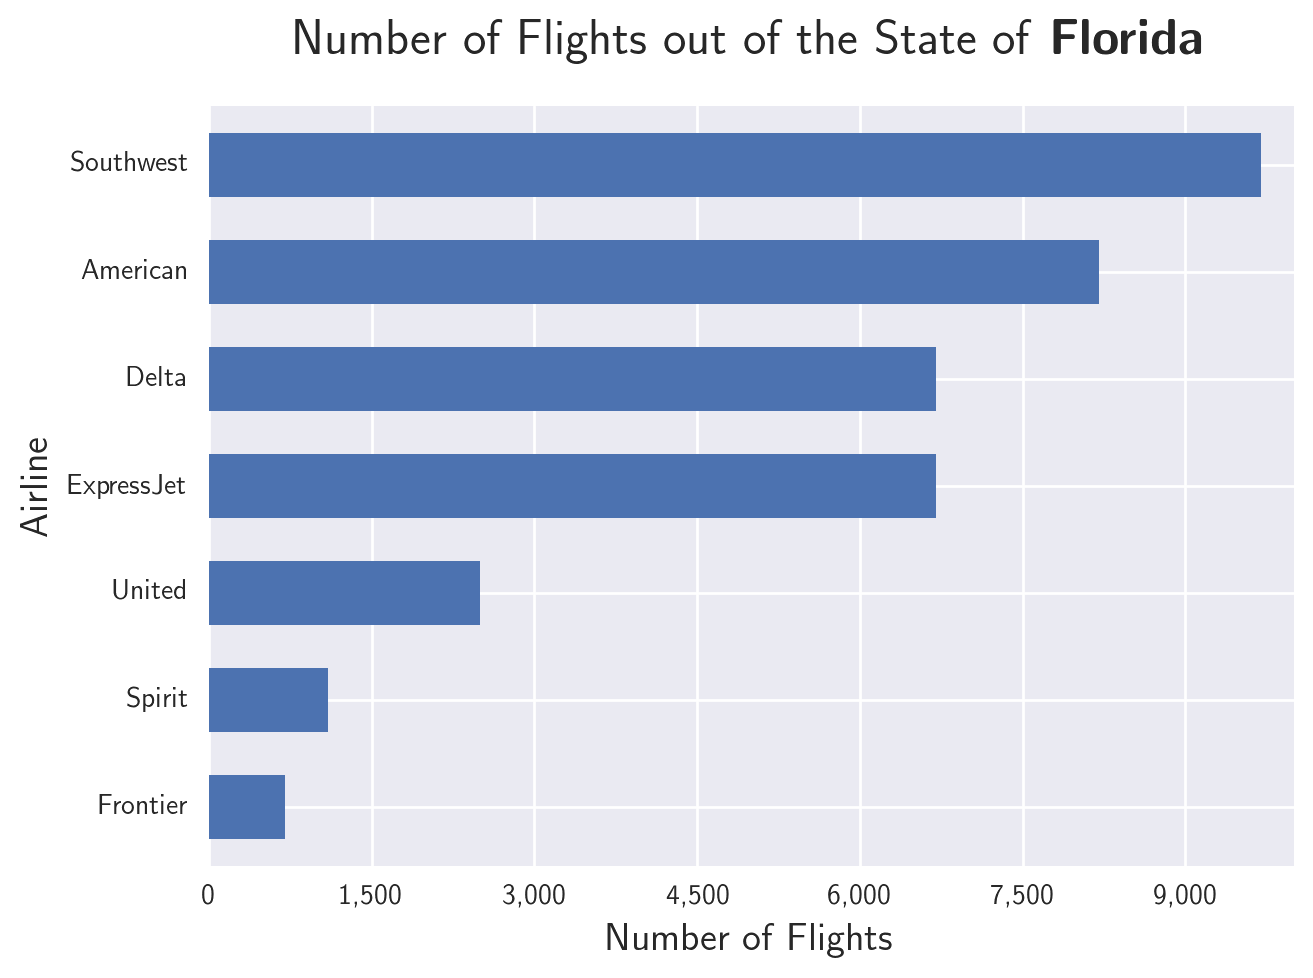 Number of Flights out of the State of Florida
Southwest
American
Delta
ExpressJet
United
Spirit
Frontier
Airline
0 1,500 3,000 4,500 6,000 7,500 9,000
Number of Flights